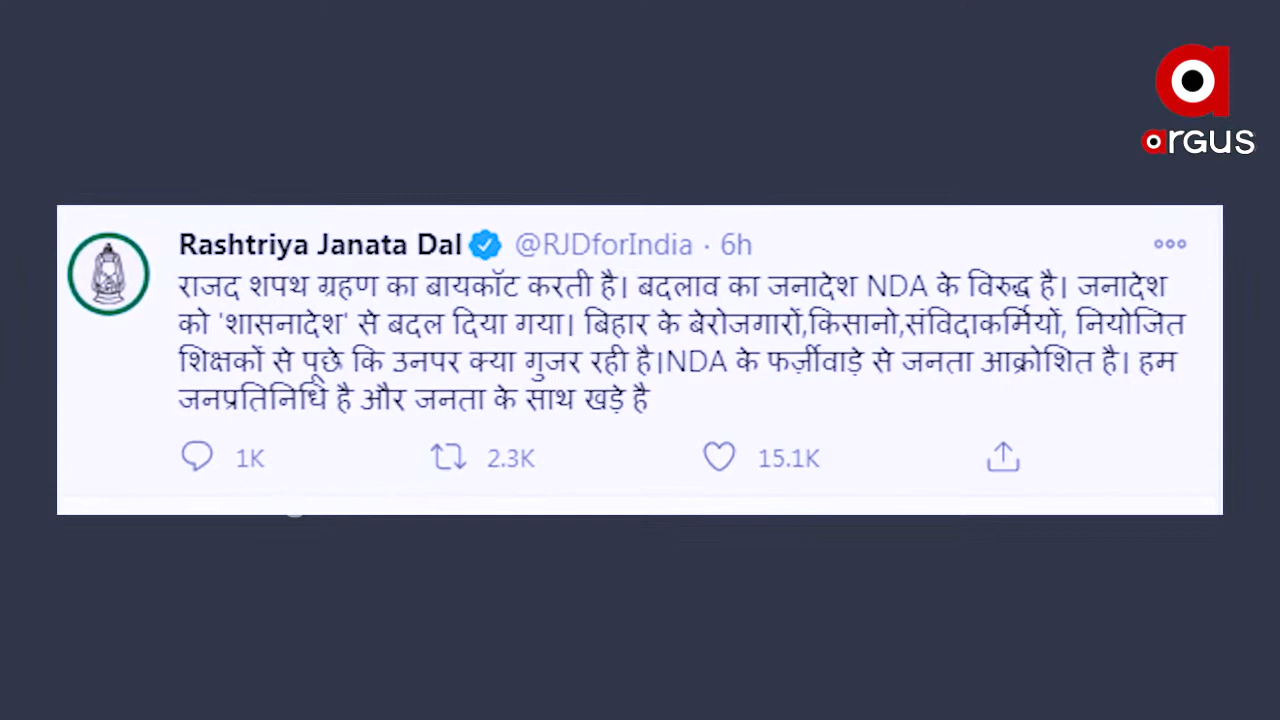 argus
Rashtriya Janata Dal @RJDforIndia · 6h
राजद शपथ ग्रहण का बायकॉट करती है। बदलाव का जनादेश NDA के विरुद्ध है। जनादेश
को 'शासनादेश' से बदल दिया गया। बिहार के बेरोजगारों,किसानो,संविदाकर्मियों, नियोजित
शिक्षकों से पूछे कि उनपर क्या गुजर रही है।NDA के फर्ज़ीवाड़े से जनता आक्रोशित है। हम
जनप्रतिनिधि है और जनता के साथ खड़े है
1K 2.3K 15.1K